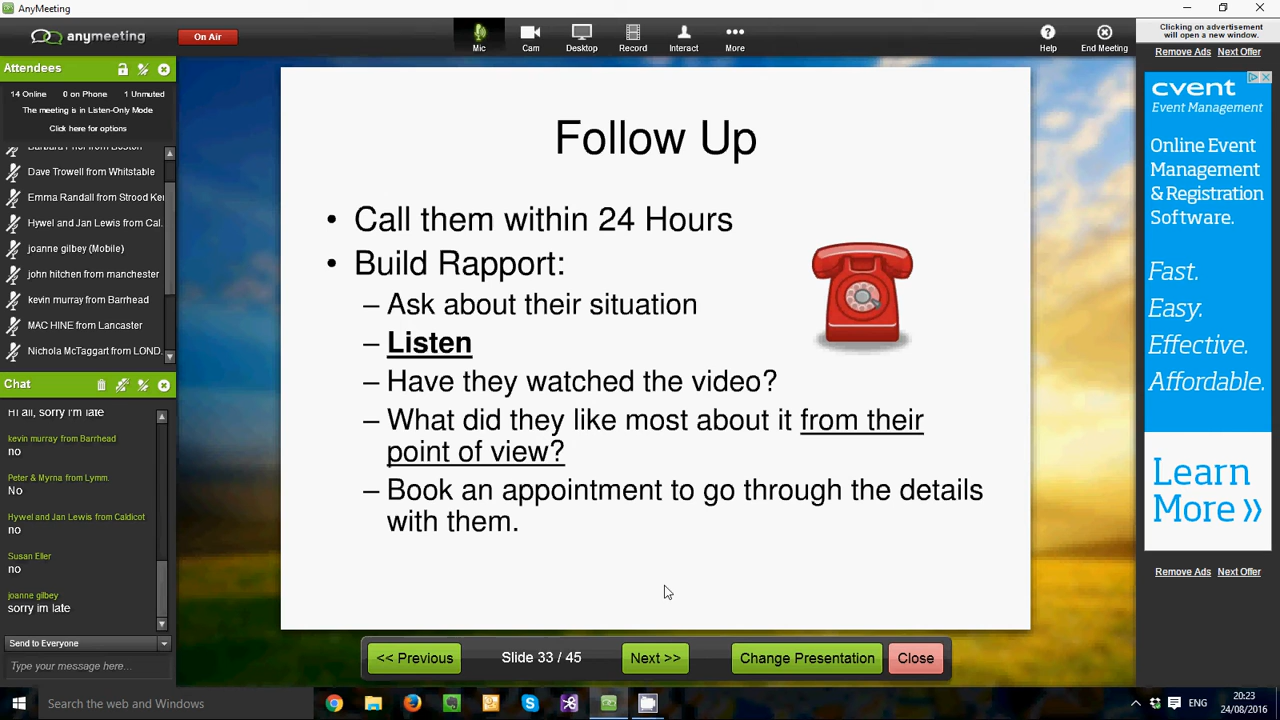 AnyMeeting
anymeeting
On Air
Mic
Cam
Desktop
Record
Interact
More
Help
End Meeting
Clicking on advertisement
will open a new window.
Remove Ads Next Offer
Attendees
14 Online 0 on Phone 1 Unmuted
The meeting is in Listen-Only Mode
Click here for options
Dave Trowell from Whitstable
Emma Randall from Strood Ker
Hywel and Jan Lewis from Cal.
joanne gilbey (Mobile)
john hitchen from manchester
kevin murray from Barrhead
MAC HINE from Lancaster
Nichola McTaggart from LOND.
Chat
Hi all, sorry i'm late
kevin murray from Barrhead
no
Peter & Myrna from Lymm.
No
Hywel and Jan Lewis from Caldicot
no
Susan Eller
no
joanne gilbey
sorry im late
Send to Everyone
Type your message here...
Follow Up
• Call them within 24 Hours
• Build Rapport:
– Ask about their situation
– Listen
– Have they watched the video?
– What did they like most about it from their
point of view?
– Book an appointment to go through the details
with them.
<< Previous
Slide 33 / 45
Next >>
Change Presentation
Close
cvent
Event Management
Online Event
Management
& Registration
Software.
Fast.
Easy.
Effective.
Affordable.
Learn
More »
Remove Ads Next Offer
Search the web and Windows
ENG
20:23
24/08/2016